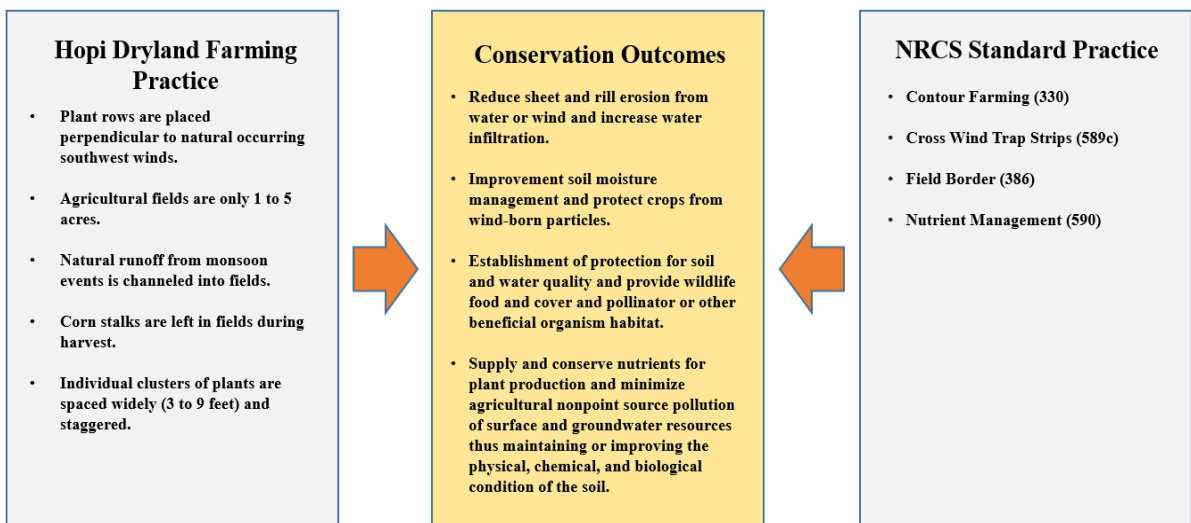 Hopi Dryland Farming
Practice
• Plant rows are placed
perpendicular to natural occurring
southwest winds.
• Agricultural fields are only 1 to 5
acres.
• Natural runoff from monsoon
events is channeled into fields.
• Corn stalks are left in fields during
harvest.
• Individual clusters of plants are
spaced widely (3 to 9 feet) and
staggered.
Conservation Outcomes
• Reduce sheet and rill erosion from
water or wind and increase water
infiltration.
• Improvement soil moisture
management and protect crops from
wind-born particles.
• Establishment of protection for soil
and water quality and provide wildlife
food and cover and pollinator or other
beneficial organism habitat.
• Supply and conserve nutrients for
plant production and minimize
agricultural nonpoint source pollution
of surface and groundwater resources
thus maintaining or improving the
physical, chemical, and biological
condition of the soil.
NRCS Standard Practice
• Contour Farming (330)
• Cross Wind Trap Strips (589c)
• Field Border (386)
• Nutrient Management (590)